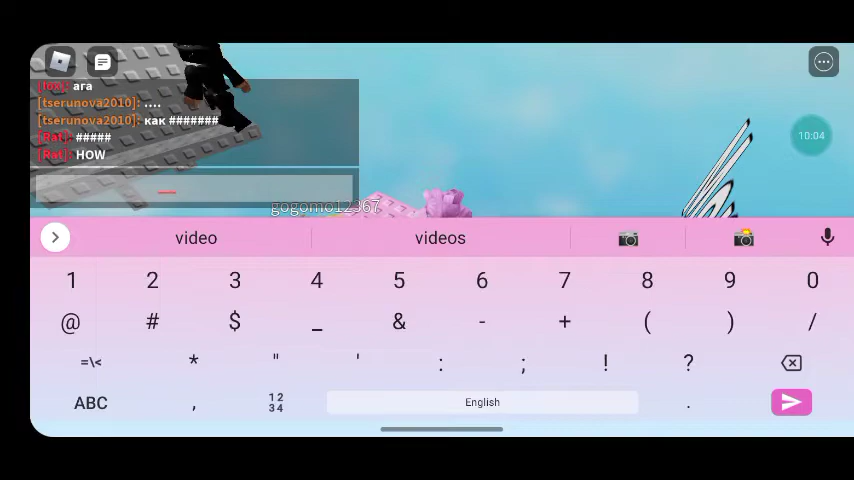 [Ion]: ага
[tserunova2010]: ....
[tserunova2010]: как #######
[Rat]: #####
[Rat]: HOW
10:04
gogomo12367
video videos
1 2 3 4 5 6 7 8 9 0
@ # $ _ & - + ( ) /
=\< * " ' : ; ! ?
ABC , 12 34 English .